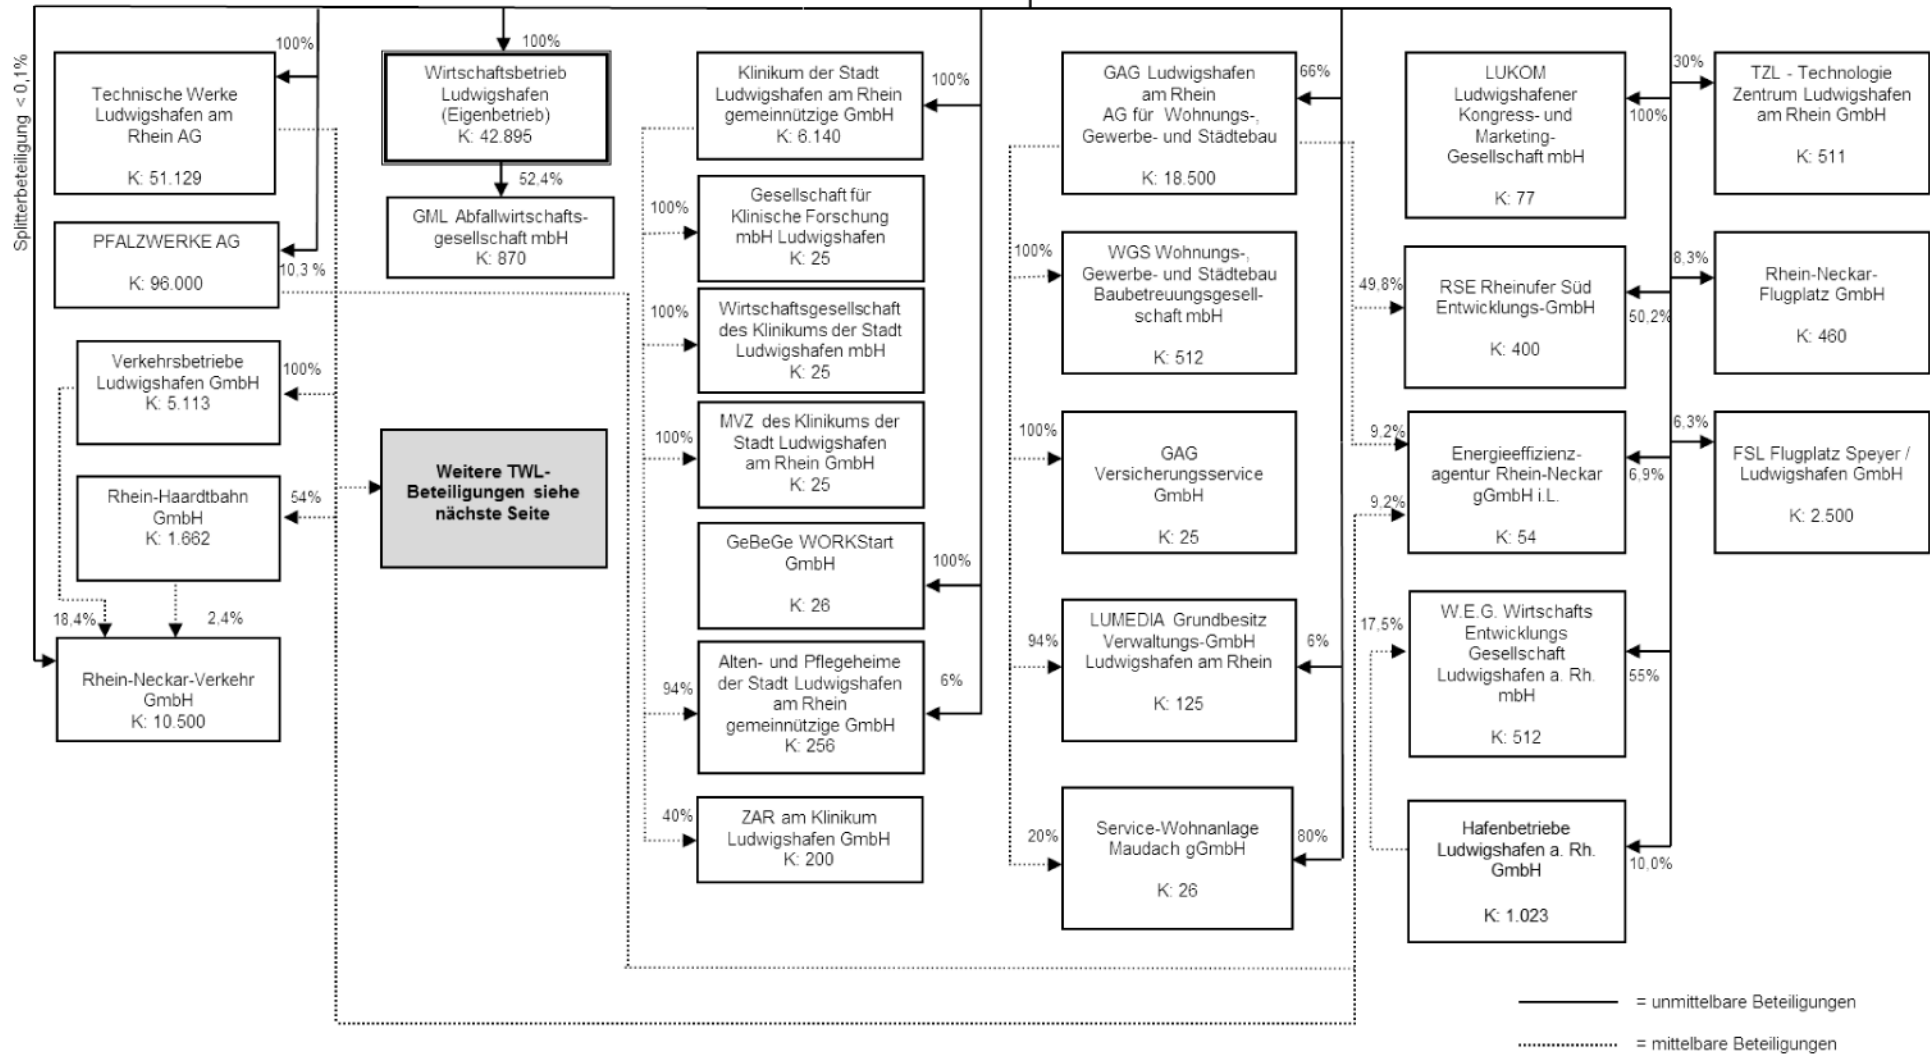 Splitterbeteiligung < 0,1%
100%
Technische Werke
Ludwigshafen am
Rhein AG
K: 51.129
PFALZWERKE AG
K: 96.000
10,3 %
Verkehrsbetriebe
Ludwigshafen GmbH
K: 5.113
100%
Rhein-Haardtbahn
GmbH
K: 1.662
54%
18,4%
2,4%
Rhein-Neckar-Verkehr
GmbH
K: 10.500
100%
Wirtschaftsbetrieb
Ludwigshafen
(Eigenbetrieb)
K: 42.895
52,4%
GML Abfallwirtschafts-
gesellschaft mbH
K: 870
Weitere TWL-
Beteiligungen siehe
nächste Seite
Klinikum der Stadt
Ludwigshafen am Rhein
gemeinnützige GmbH
K: 6.140
100%
100%
Gesellschaft für
Klinische Forschung
mbH Ludwigshafen
K: 25
100%
Wirtschaftsgesellschaft
des Klinikums der Stadt
Ludwigshafen mbH
K: 25
100%
MVZ des Klinikums der
Stadt Ludwigshafen
am Rhein GmbH
K: 25
GeBeGe WORKStart
GmbH
K: 26
100%
94%
Alten- und Pflegeheime
der Stadt Ludwigshafen
am Rhein
gemeinnützige GmbH
K: 256
6%
40%
ZAR am Klinikum
Ludwigshafen GmbH
K: 200
GAG Ludwigshafen
am Rhein
AG für Wohnungs-,
Gewerbe- und Städtebau
K: 18.500
66%
100%
WGS Wohnungs-,
Gewerbe- und Städtebau
Baubetreuungsgesell-
schaft mbH
K: 512
100%
GAG
Versicherungsservice
GmbH
K: 25
94%
LUMEDIA Grundbesitz
Verwaltungs-GmbH
Ludwigshafen am Rhein
K: 125
6%
20%
Service-Wohnanlage
Maudach gGmbH
K: 26
80%
LUKOM
Ludwigshafener
Kongress- und
Marketing-
Gesellschaft mbH
K: 77
100%
49,8%
RSE Rheinufer Süd
Entwicklungs-GmbH
K: 400
50,2%
9,2%
9,2%
Energieeffizienz-
agentur Rhein-Neckar
gGmbH i.L.
K: 54
6,9%
17,5%
W.E.G. Wirtschafts
Entwicklungs
Gesellschaft
Ludwigshafen a. Rh.
mbH
K: 512
55%
Hafenbetriebe
Ludwigshafen a. Rh.
GmbH
K: 1.023
10,0%
30%
TZL - Technologie
Zentrum Ludwigshafen
am Rhein GmbH
K: 511
8,3%
Rhein-Neckar-
Flugplatz GmbH
K: 460
6,3%
FSL Flugplatz Speyer /
Ludwigshafen GmbH
K: 2.500
= unmittelbare Beteiligungen
= mittelbare Beteiligungen